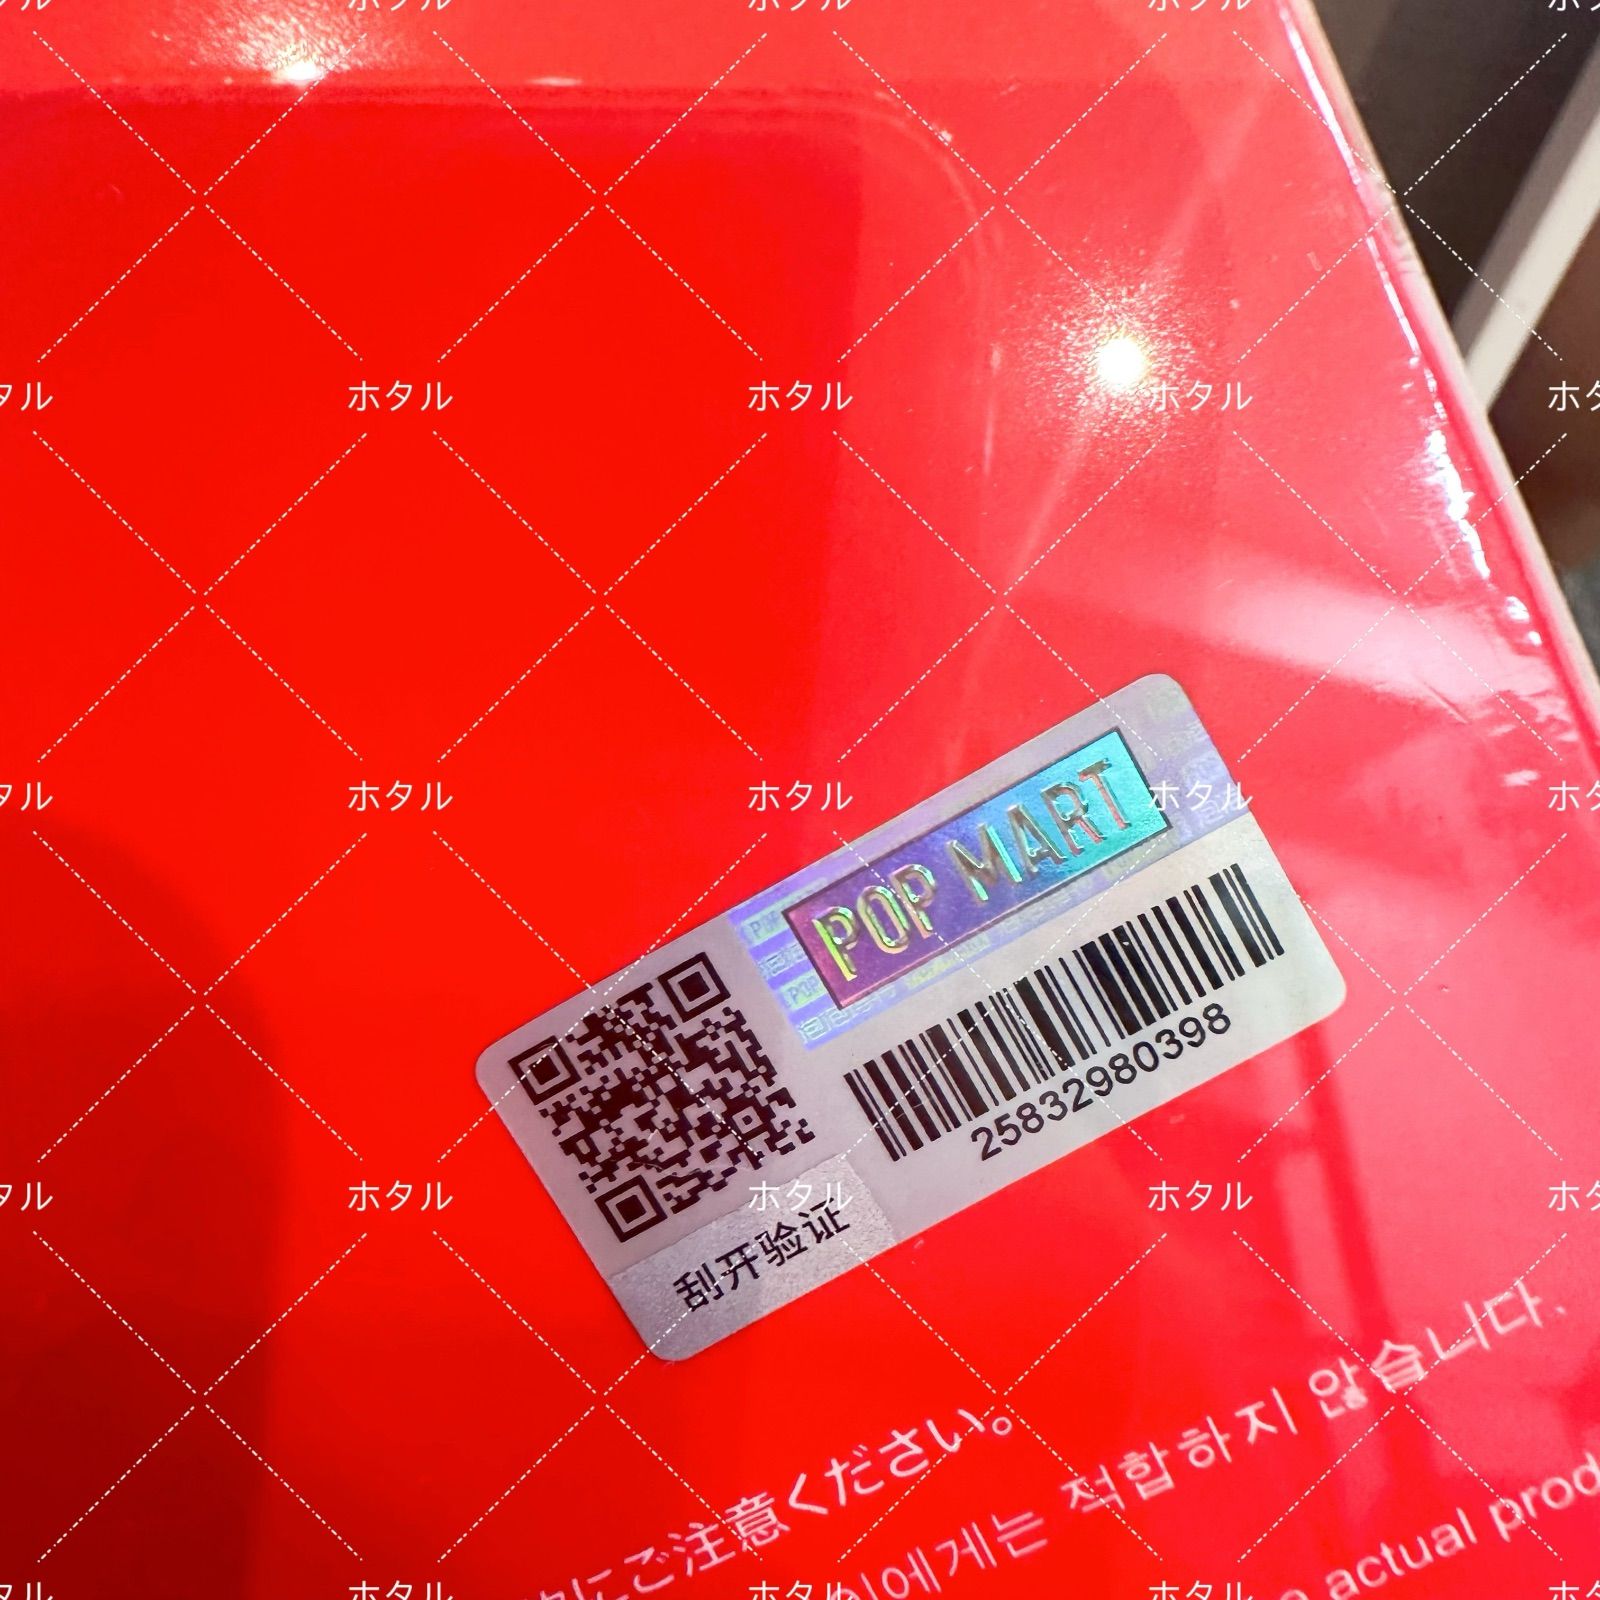 POP MART
25832980398
刮开验证
にご注意ください。
에게는 적합하지 않습니다.
actual prod
ホタル